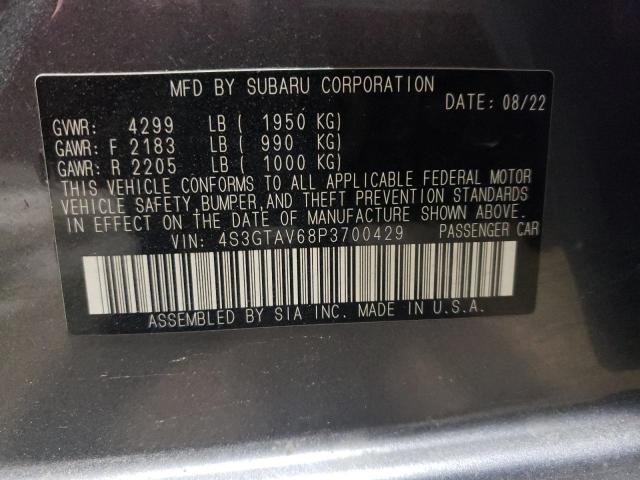 MFD BY SUBARU CORPORATION
DATE: 08/22
GVWR: 4299 LB ( 1950 KG)
GAWR: F 2183 LB ( 990 KG)
GAWR: R 2205 LB ( 1000 KG)
THIS VEHICLE CONFORMS TO ALL APPLICABLE FEDERAL MOTOR
VEHICLE SAFETY,BUMPER,AND THEFT PREVENTION STANDARDS
IN EFFECT ON THE DATE OF MANUFACTURE SHOWN ABOVE.
VIN: 4S3GTAV68P3700429 PASSENGER CAR
ASSEMBLED BY SIA INC. MADE IN U.S.A.